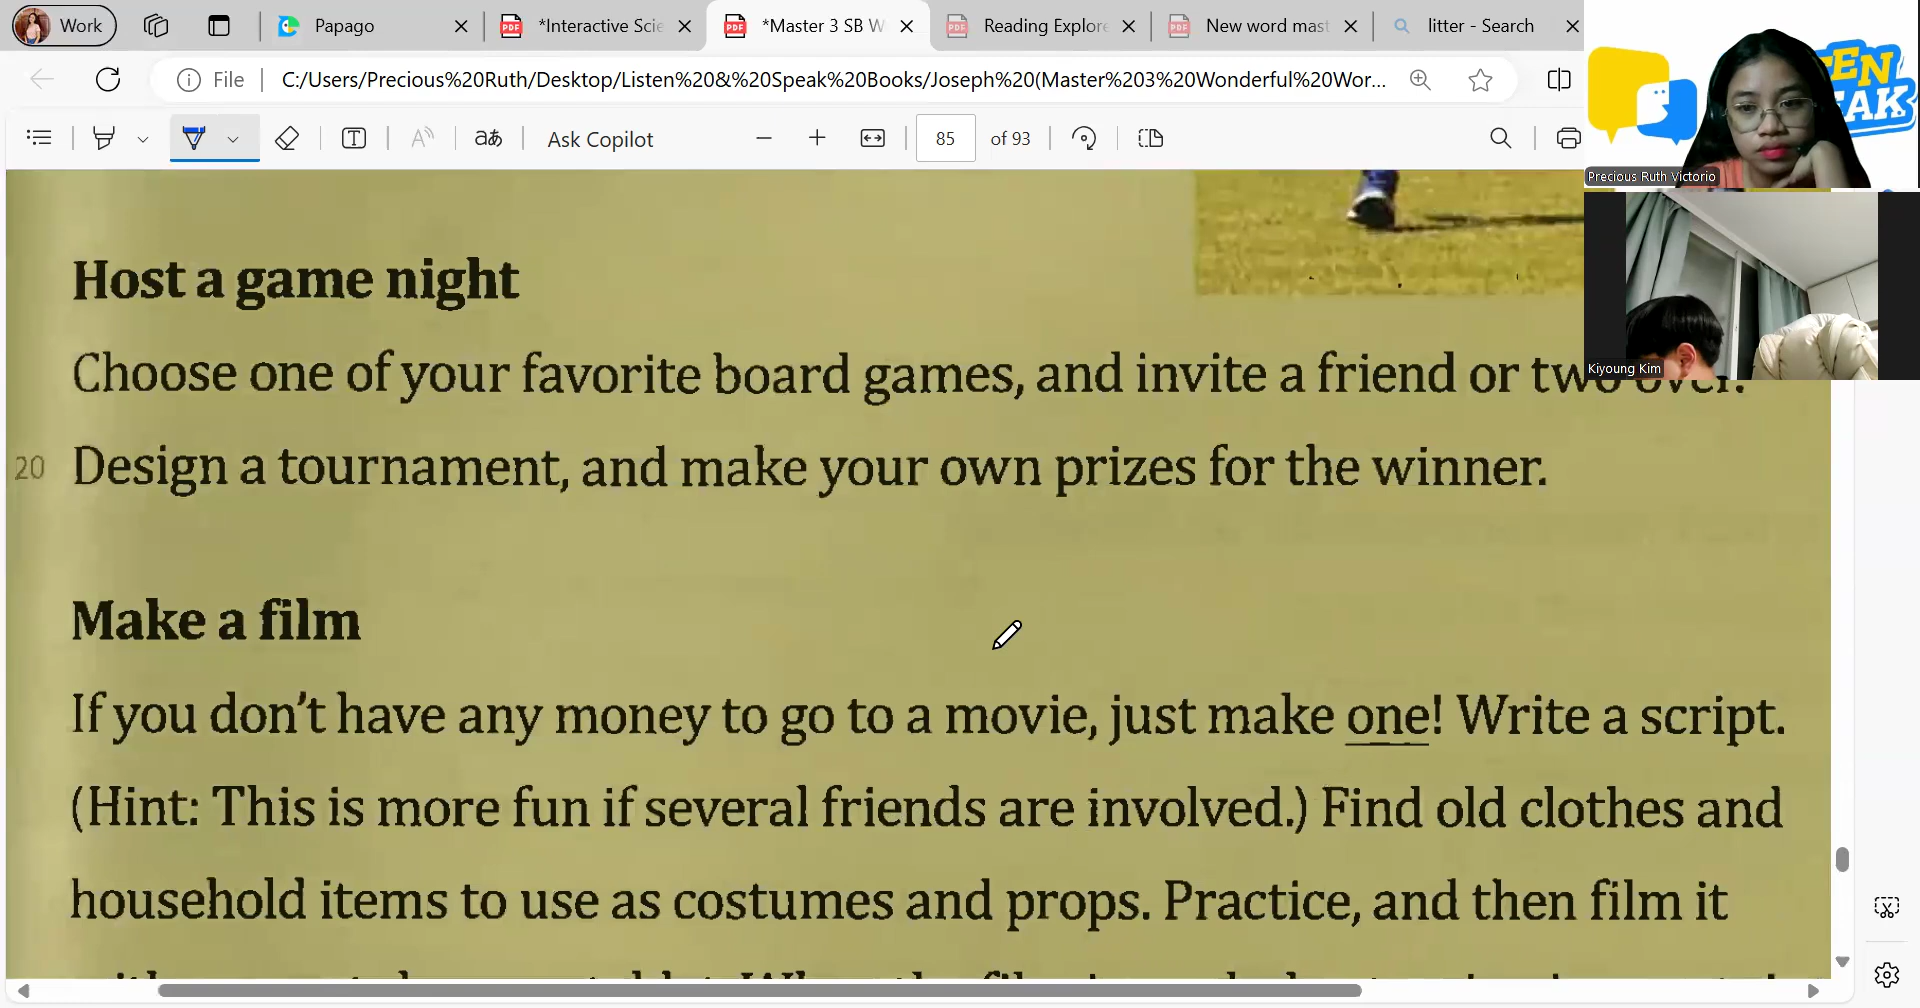 Work
Papago
*Interactive Scie
*Master 3 SB W
Reading Explore
New word mast
litter - Search
File
C:/Users/Precious%20Ruth/Desktop/Listen%20&%20Speak%20Books/Joseph%20(Master%203%20Wonderful%20Wor...
Ask Copilot
85
of 93
Precious Ruth Victorio
Kiyoung Kim
Host a game night
Choose one of your favorite board games, and invite a friend or two over.
20 Design a tournament, and make your own prizes for the winner.
Make a film
If you don't have any money to go to a movie, just make one! Write a script.
(Hint: This is more fun if several friends are involved.) Find old clothes and
household items to use as costumes and props. Practice, and then film it